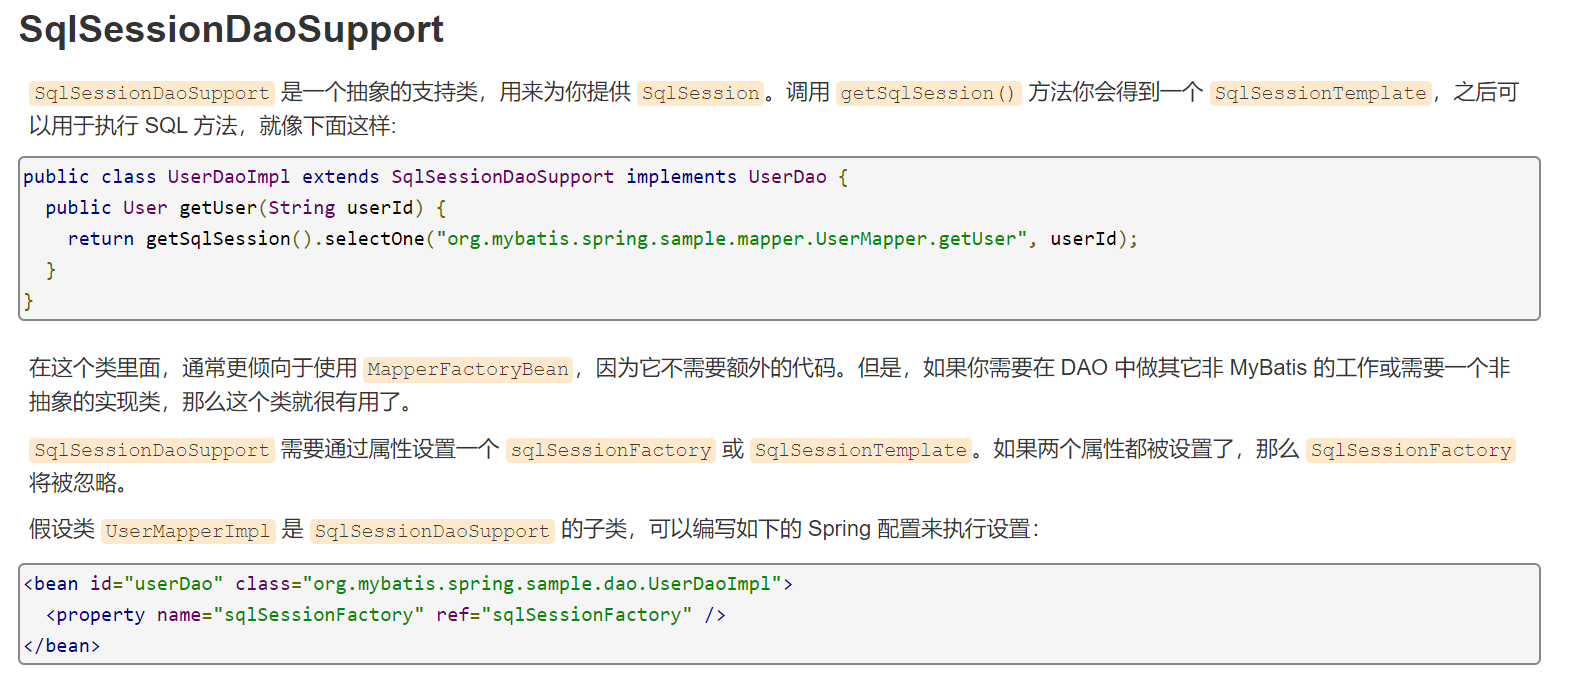 SqlSessionDaoSupport
SqlSessionDaoSupport 是一个抽象的支持类，用来为你提供 SqlSession。调用 getSqlSession() 方法你会得到一个 SqlSessionTemplate，之后可
以用于执行 SQL 方法，就像下面这样:
public class UserDaoImpl extends SqlSessionDaoSupport implements UserDao {
  public User getUser(String userId) {
    return getSqlSession().selectOne("org.mybatis.spring.sample.mapper.UserMapper.getUser", userId);
  }
}
在这个类里面，通常更倾向于使用 MapperFactoryBean，因为它不需要额外的代码。但是，如果你需要在 DAO 中做其它非 MyBatis 的工作或需要一个非
抽象的实现类，那么这个类就很有用了。
SqlSessionDaoSupport 需要通过属性设置一个 sqlSessionFactory 或 SqlSessionTemplate。如果两个属性都被设置了，那么 SqlSessionFactory
将被忽略。
假设类 UserMapperImpl 是 SqlSessionDaoSupport 的子类，可以编写如下的 Spring 配置来执行设置：
<bean id="userDao" class="org.mybatis.spring.sample.dao.UserDaoImpl">
  <property name="sqlSessionFactory" ref="sqlSessionFactory" />
</bean>